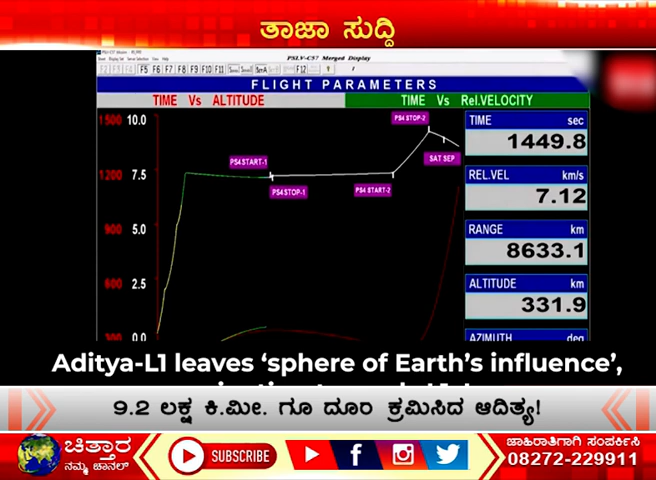 ತಾಜಾ ಸುದ್ದಿ
PSLV-C57 Merged Display
F5 F6 F7 F8 F9 F10 F11
F12
FLIGHT PARAMETERS
TIME Vs ALTITUDE
TIME Vs Rel.VELOCITY
1500 10.0
1200 7.5
900 5.0
600 2.5
300 0.0
PS4 START-1
PS4 STOP-1
PS4 START-2
PS4 STOP-2
SAT SEP
TIME sec
1449.8
REL.VEL km/s
7.12
RANGE km
8633.1
ALTITUDE km
331.9
AZIMUTH deg
Aditya-L1 leaves ‘sphere of Earth’s influence’,
9.2 ಲಕ್ಷ ಕಿ.ಮೀ. ಗೂ ದೂರ ಕ್ರಮಿಸಿದ ಆದಿತ್ಯ!
ಚಿತ್ತಾರ
ನಮ್ಮ ಚಾನಲ್
SUBSCRIBE
ಜಾಹಿರಾತಿಗಾಗಿ ಸಂಪರ್ಕಿಸಿ
08272-229911